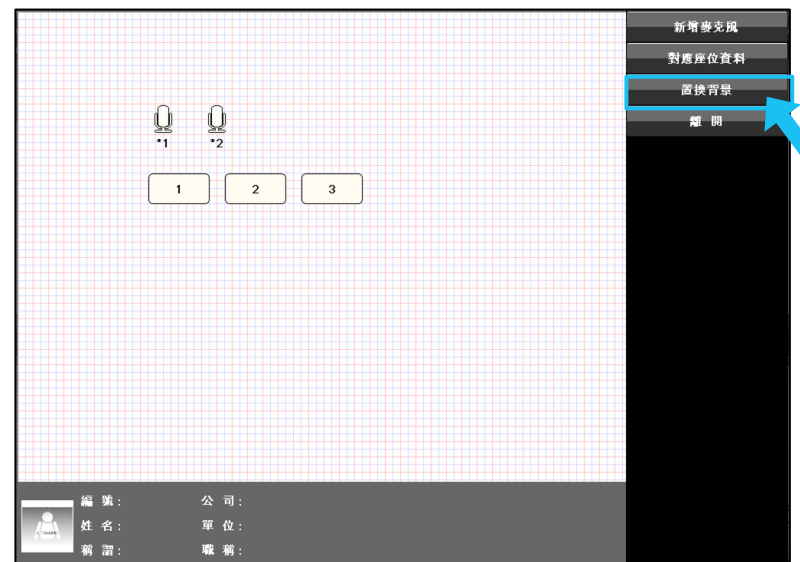 新增麥克風
對應座位資料
置換背景
離 開
*1 *2
1 2 3
編 號 : 公 司 :
姓 名 : 單 位 :
稱 謂 : 職 稱 :